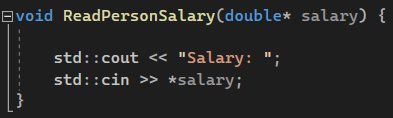 void ReadPersonSalary(double* salary) {
std::cout << "Salary: ";
std::cin >> *salary;
}